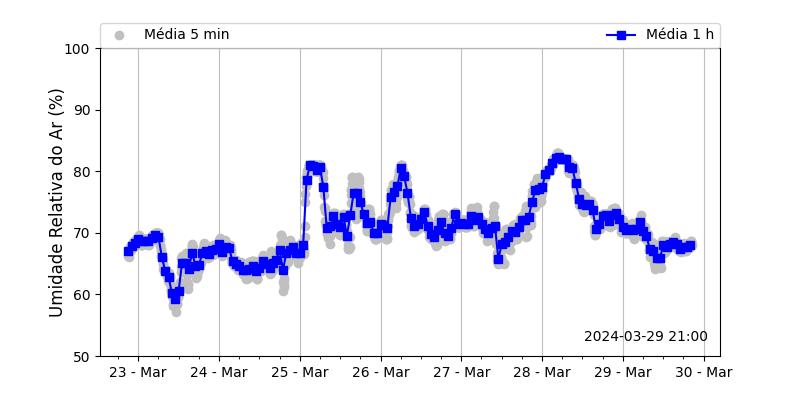 Média 5 min
Média 1 h
Umidade Relativa do Ar (%)
100
90
80
70
60
50
2024-03-29 21:00
23 - Mar
24 - Mar
25 - Mar
26 - Mar
27 - Mar
28 - Mar
29 - Mar
30 - Mar